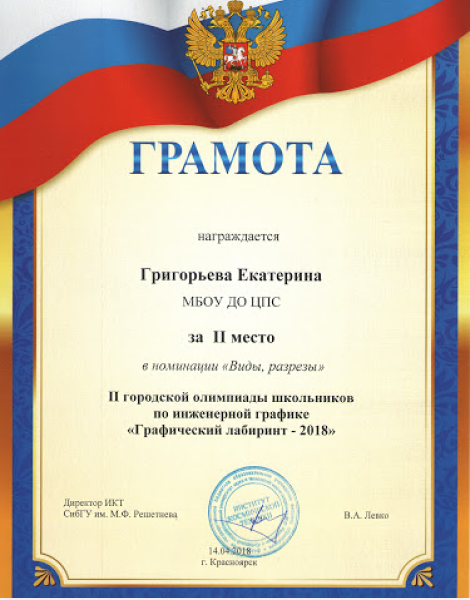 ГРАМОТА
награждается
Григорьева Екатерина
МБОУ ДО ЦПС
за II место
в номинации «Виды, разрезы»
II городской олимпиады школьников
по инженерной графике
«Графический лабиринт - 2018»
ИНСТИТУТ
КОСМИЧЕСКОЙ
ТЕХНИКИ
Директор ИКТ
СибГУ им. М.Ф. Решетнева
В.А. Левко
14.04.2018
г. Красноярск